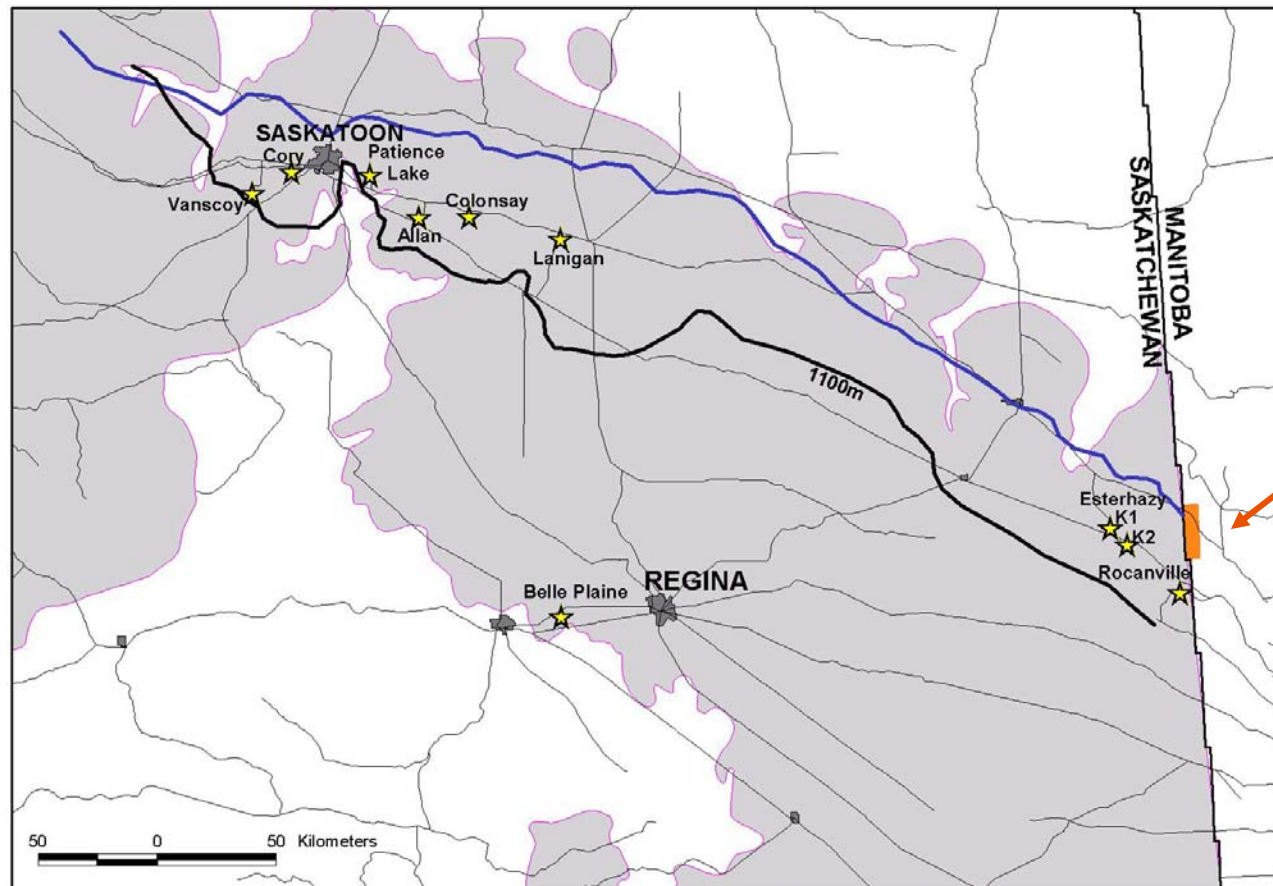 SASKATOON
Cory
Patience
Lake
Vanscoy
Colonsay
Allan
Lanigan
SASKATCHEWAN
MANITOBA
1100m
Esterhazy
K1
K2
Rocanville
Belle Plaine
REGINA
50 0 50 Kilometers